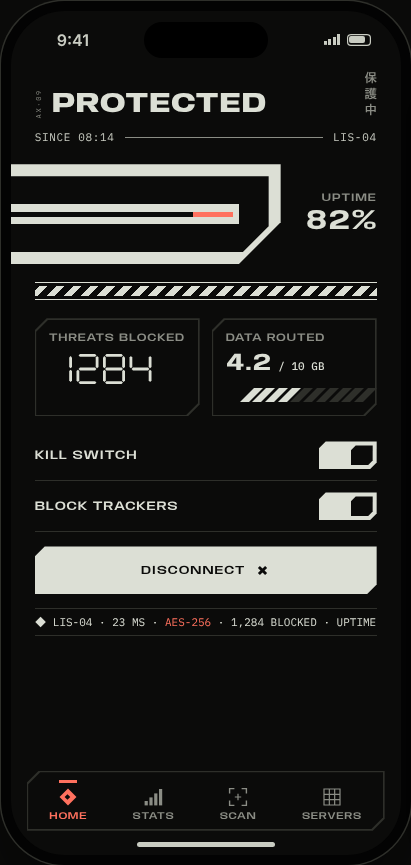 9:41
AX-09
PROTECTED
保護中
SINCE 08:14
LIS-04
UPTIME
82%
THREATS BLOCKED
1284
DATA ROUTED
4.2 / 10 GB
KILL SWITCH
BLOCK TRACKERS
DISCONNECT ✖
◆ LIS-04 · 23 MS · AES-256 · 1,284 BLOCKED · UPTIME
HOME
STATS
SCAN
SERVERS